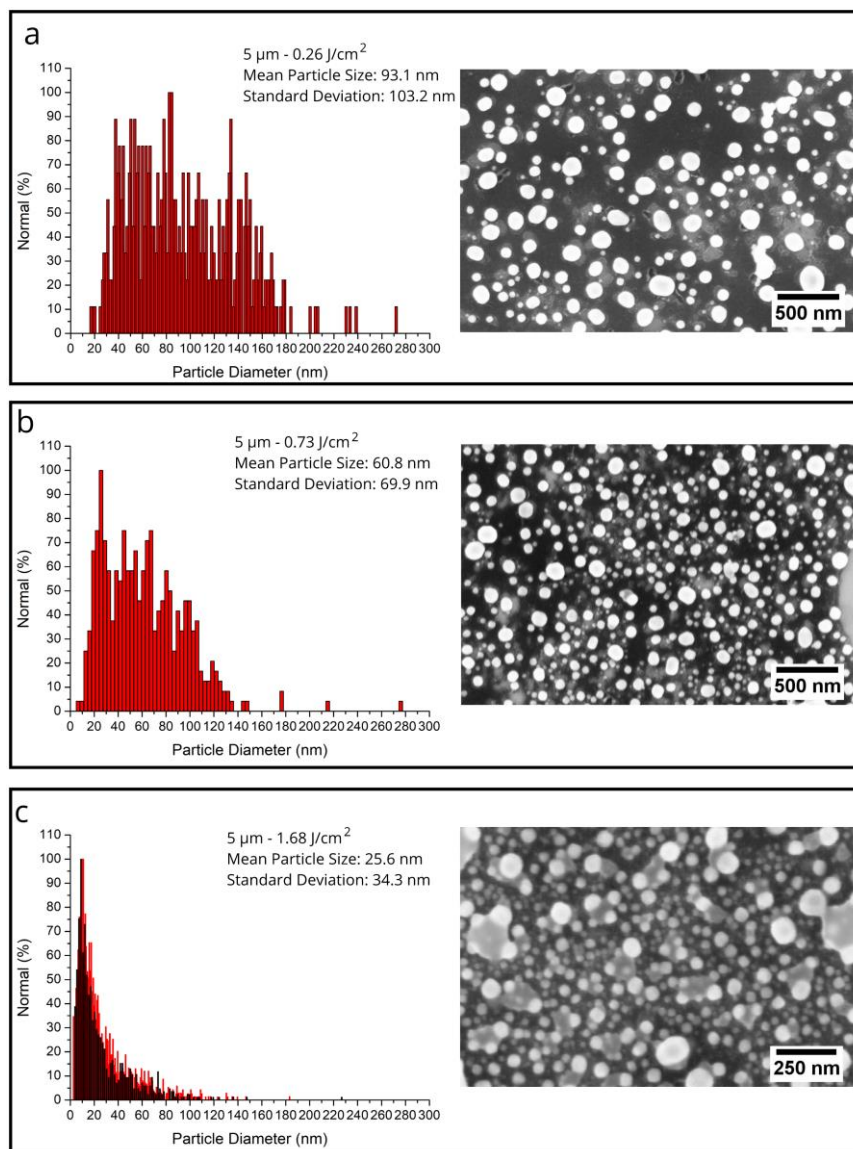 a
5 µm - 0.26 J/cm²
Mean Particle Size: 93.1 nm
Standard Deviation: 103.2 nm
110
100
90
80
70
60
50
40
30
20
10
0
Normal (%)
0 20 40 60 80 100 120 140 160 180 200 220 240 260 280 300
Particle Diameter (nm)
500 nm
b
5 µm - 0.73 J/cm²
Mean Particle Size: 60.8 nm
Standard Deviation: 69.9 nm
110
100
90
80
70
60
50
40
30
20
10
0
Normal (%)
0 20 40 60 80 100 120 140 160 180 200 220 240 260 280 300
Particle Diameter (nm)
500 nm
c
5 µm - 1.68 J/cm²
Mean Particle Size: 25.6 nm
Standard Deviation: 34.3 nm
110
100
90
80
70
60
50
40
30
20
10
0
Normal (%)
0 20 40 60 80 100 120 140 160 180 200 220 240 260 280 300
Particle Diameter (nm)
250 nm